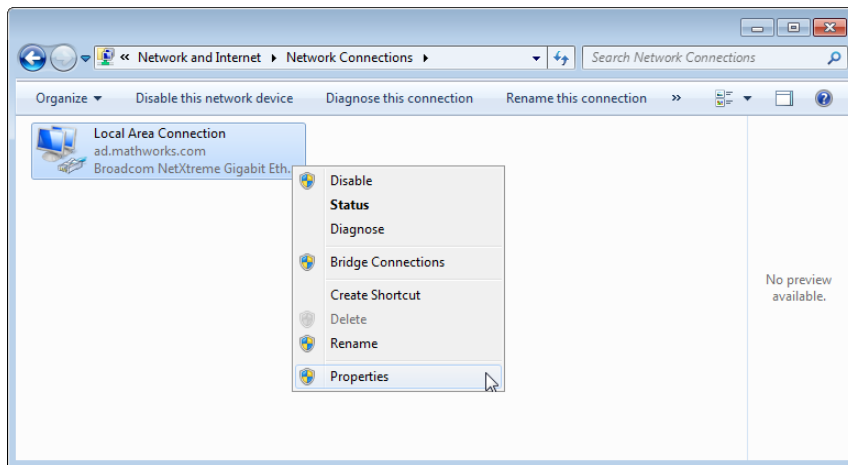 « Network and Internet ▸ Network Connections ▸
Search Network Connections
Organize ▾ Disable this network device Diagnose this connection Rename this connection »
Local Area Connection
ad.mathworks.com
Broadcom NetXtreme Gigabit Eth...
Disable
Status
Diagnose
Bridge Connections
Create Shortcut
Delete
Rename
Properties
No preview
available.